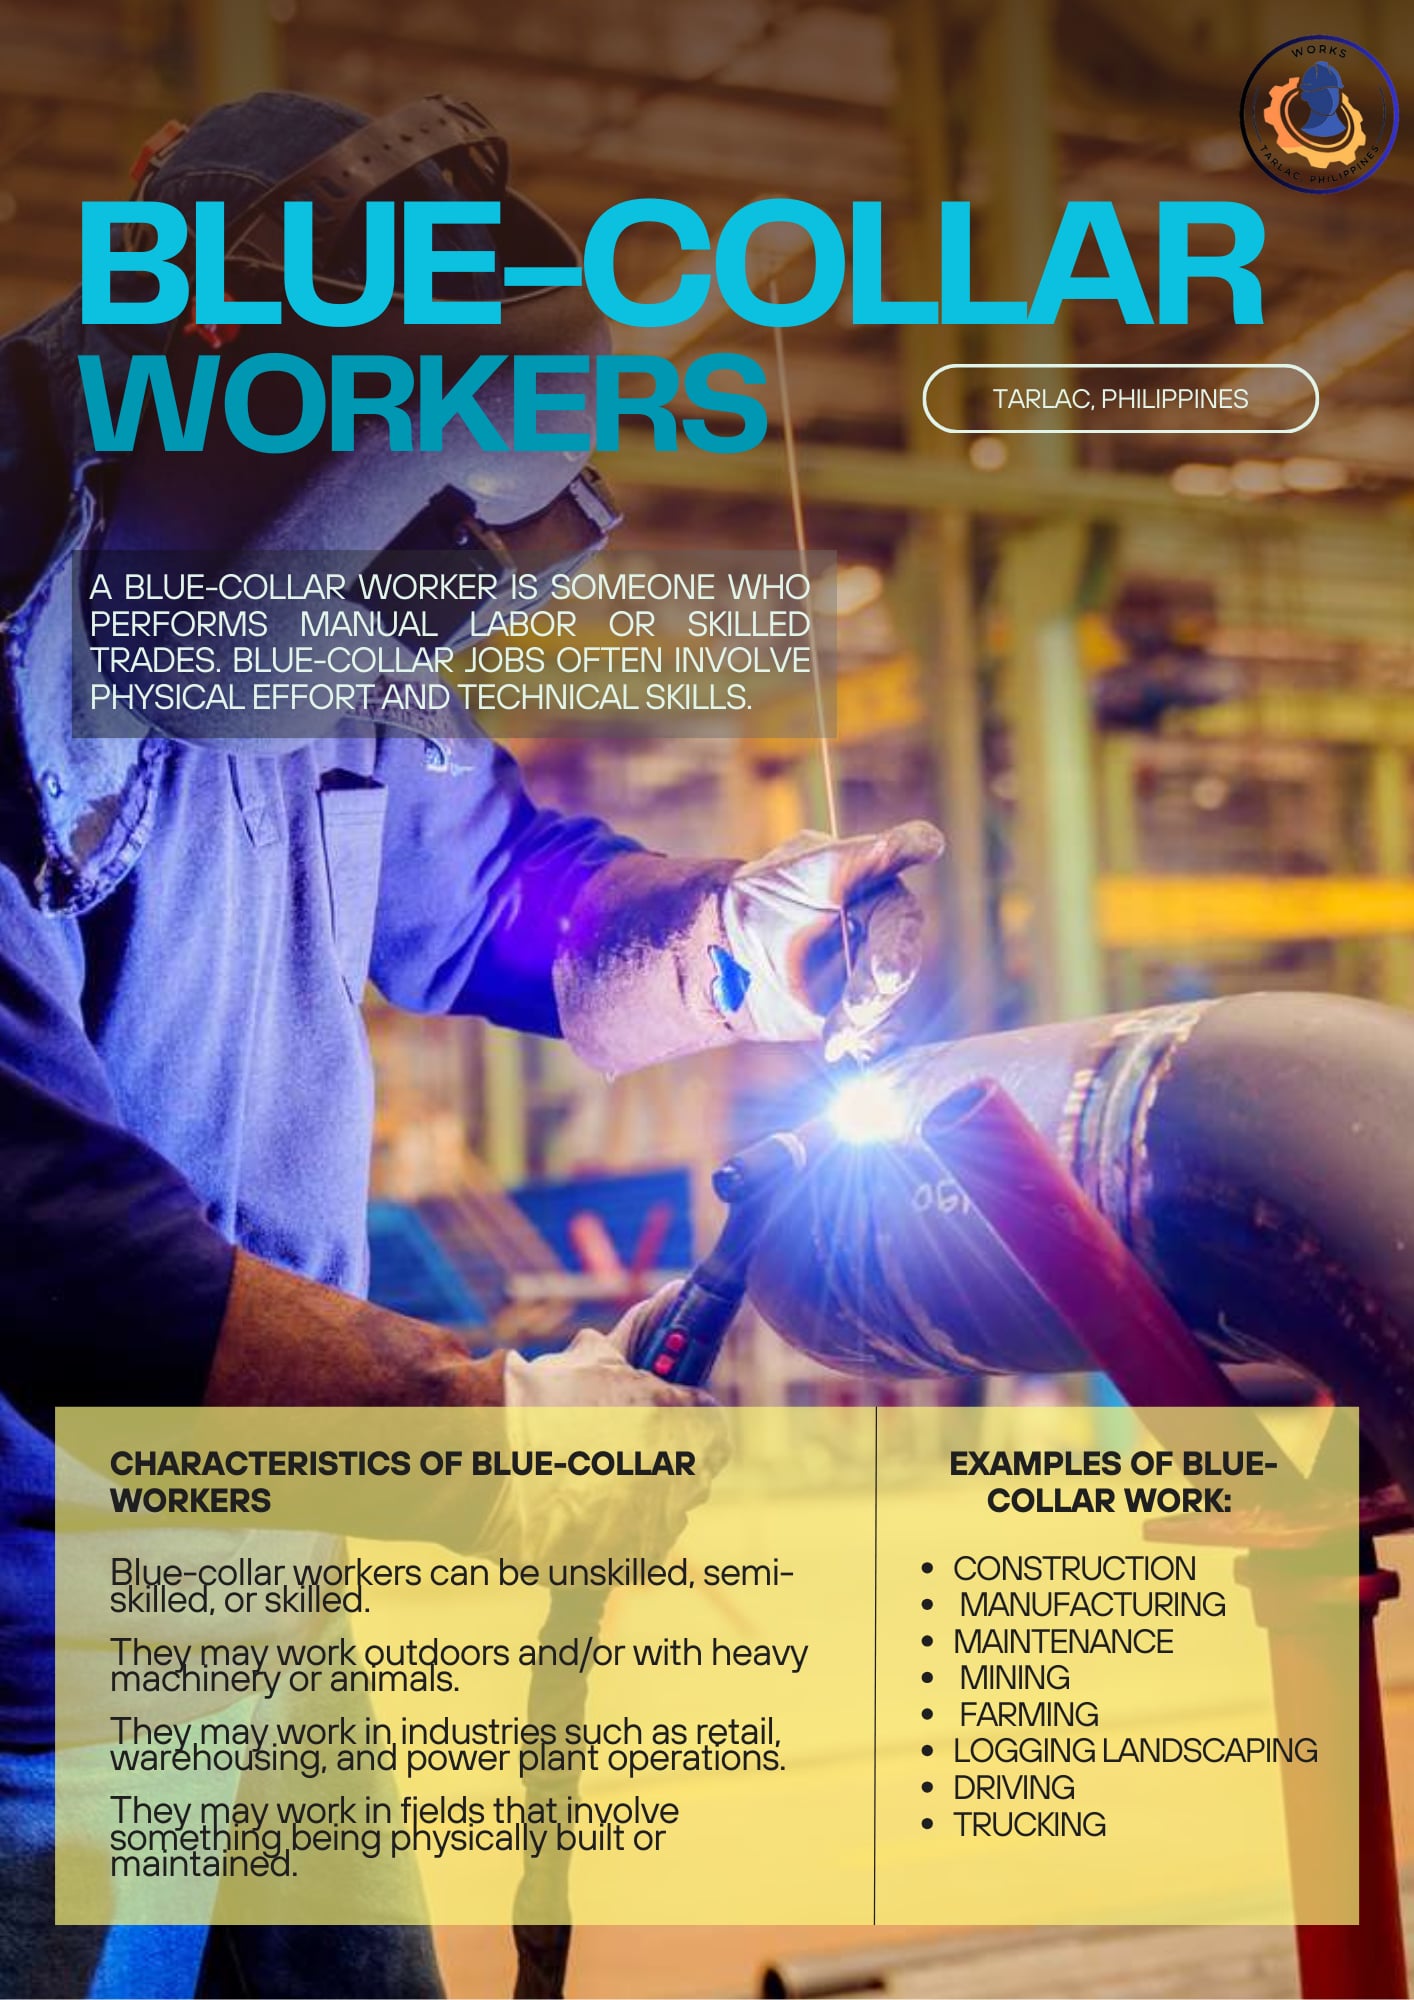 WORKS
TARLAC, PHILIPPINES
BLUE-COLLAR
WORKERS
TARLAC, PHILIPPINES
A BLUE-COLLAR WORKER IS SOMEONE WHO
PERFORMS MANUAL LABOR OR SKILLED
TRADES. BLUE-COLLAR JOBS OFTEN INVOLVE
PHYSICAL EFFORT AND TECHNICAL SKILLS.
CHARACTERISTICS OF BLUE-COLLAR
WORKERS
Blue-collar workers can be unskilled, semi-
skilled, or skilled.
They may work outdoors and/or with heavy
machinery or animals.
They may work in industries such as retail,
warehousing, and power plant operations.
They may work in fields that involve
something being physically built or
maintained.
EXAMPLES OF BLUE-
COLLAR WORK:
• CONSTRUCTION
• MANUFACTURING
• MAINTENANCE
• MINING
• FARMING
• LOGGING LANDSCAPING
• DRIVING
• TRUCKING